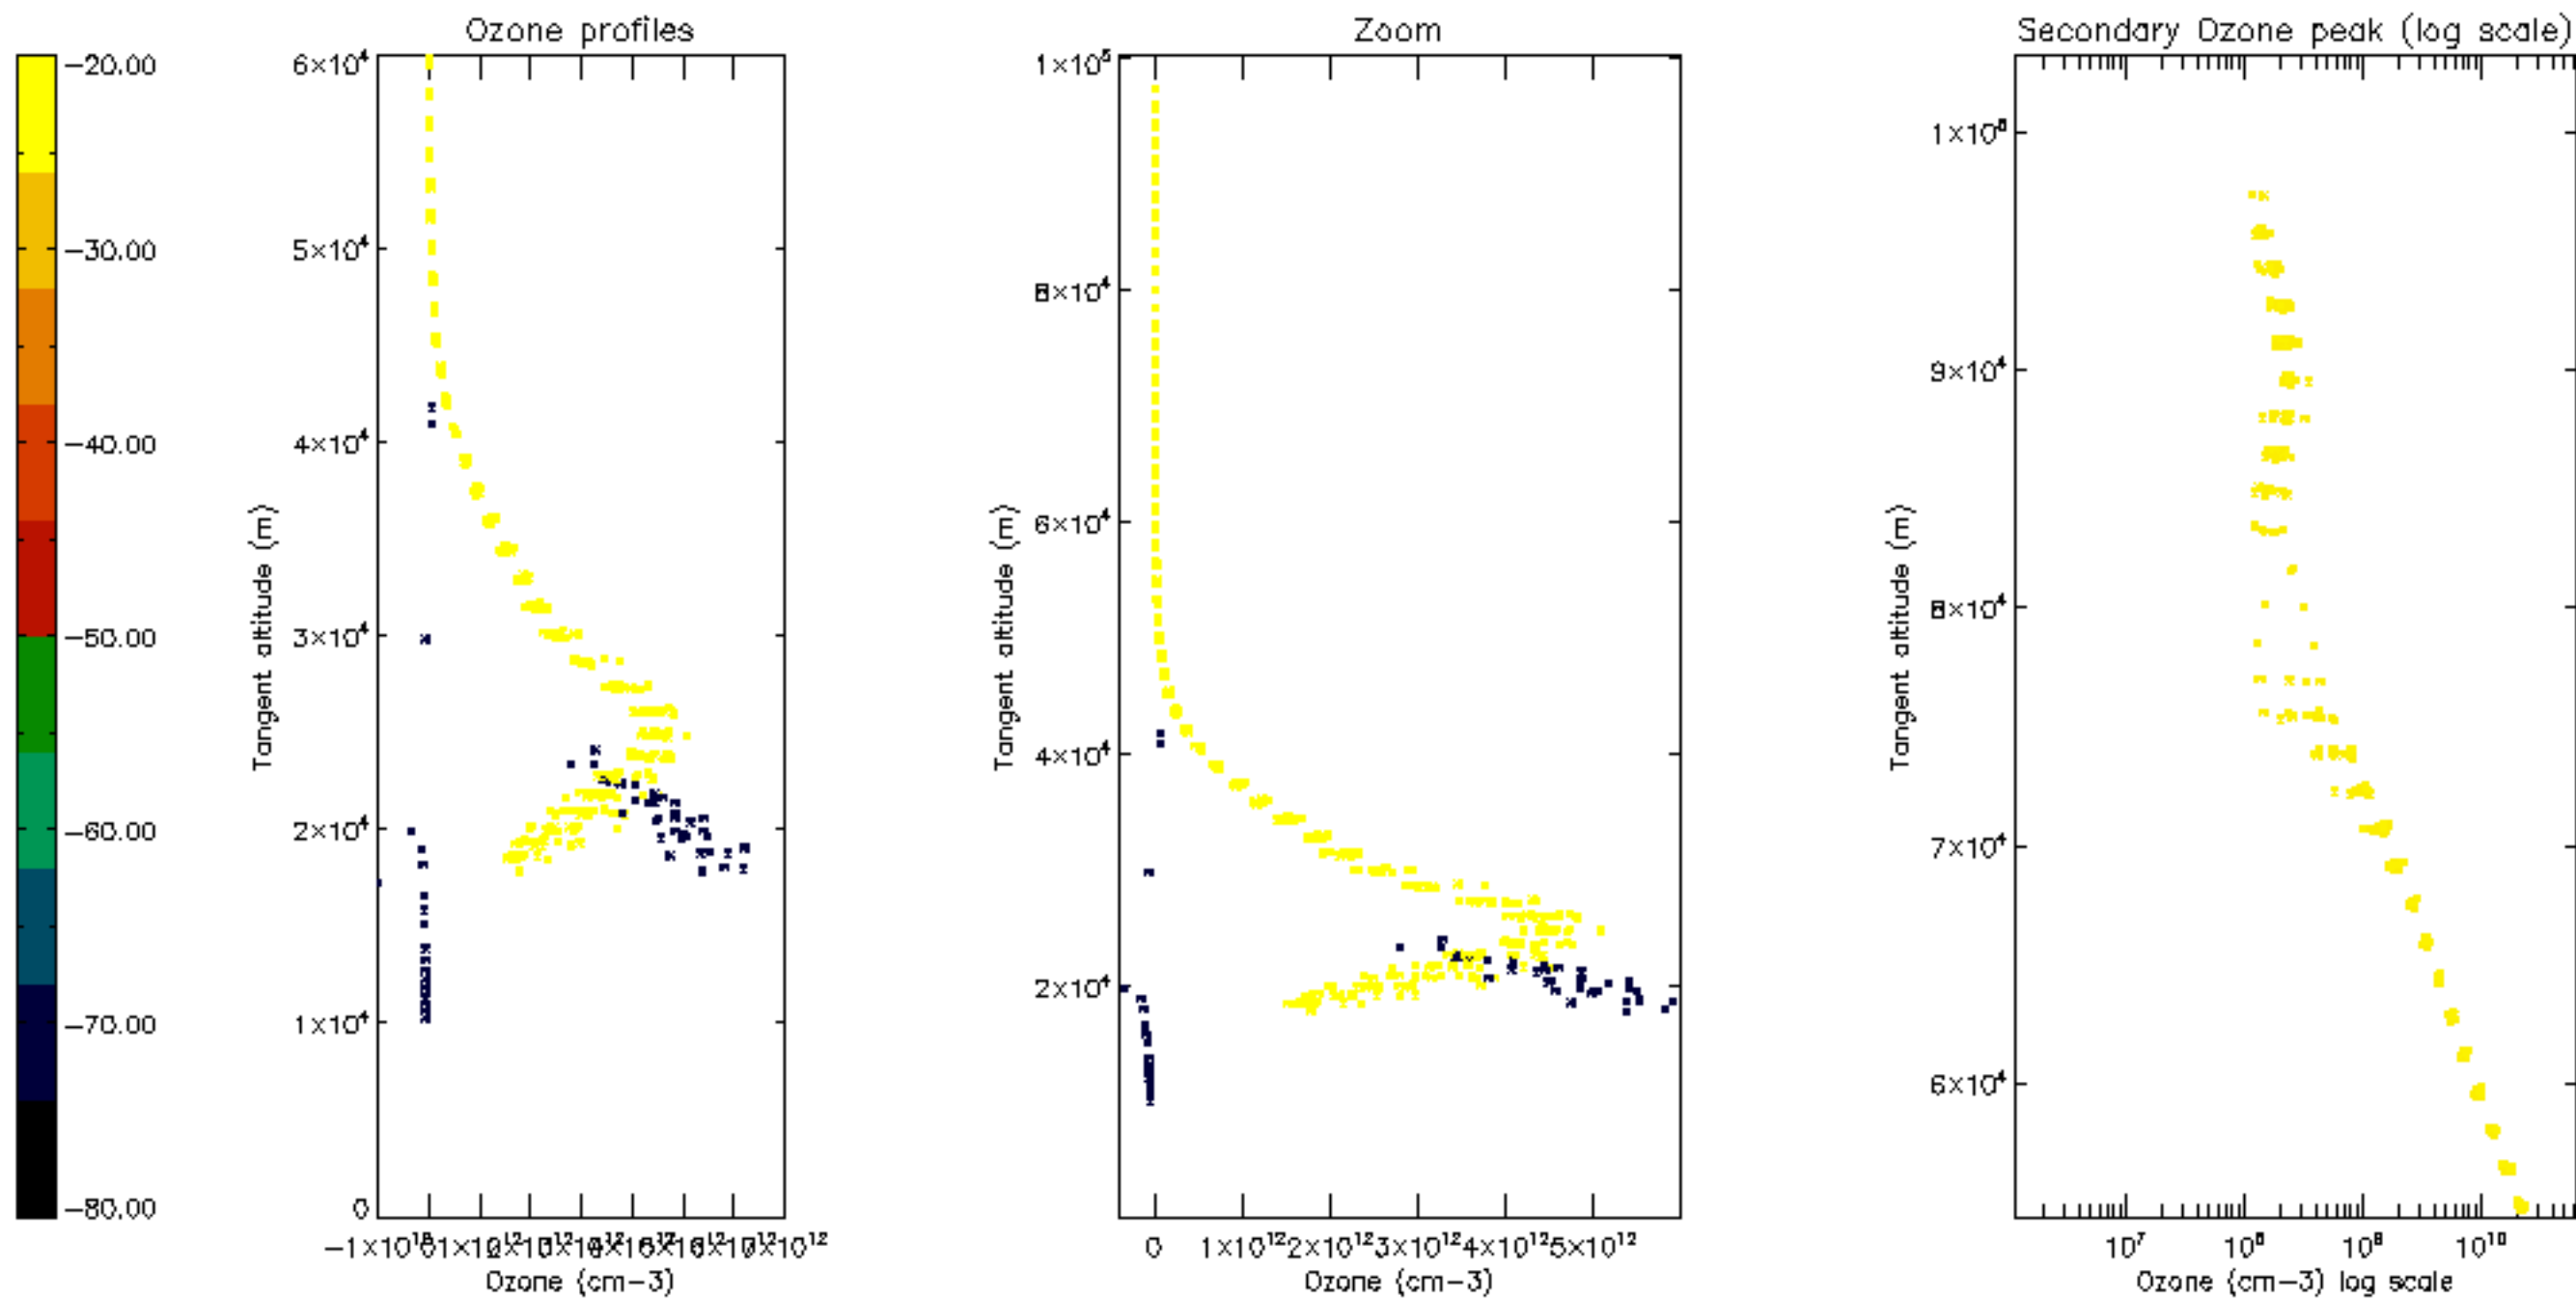 Ozone profiles
Zoom
Secondary Ozone peak (log scale)
-20.00
-30.00
-40.00
-50.00
-60.00
-70.00
-80.00
6×10⁴
5×10⁴
4×10⁴
3×10⁴
2×10⁴
1×10⁴
0
Tangent altitude (m)
Ozone (cm-3)
1×10⁵
8×10⁴
6×10⁴
4×10⁴
2×10⁴
Tangent altitude (m)
0 1×10¹² 2×10¹² 3×10¹² 4×10¹² 5×10¹²
Ozone (cm-3)
9×10⁴
8×10⁴
7×10⁴
6×10⁴
Tangent altitude (m)
10⁷ 10⁸ 10⁹ 10¹⁰
Ozone (cm-3) log scale